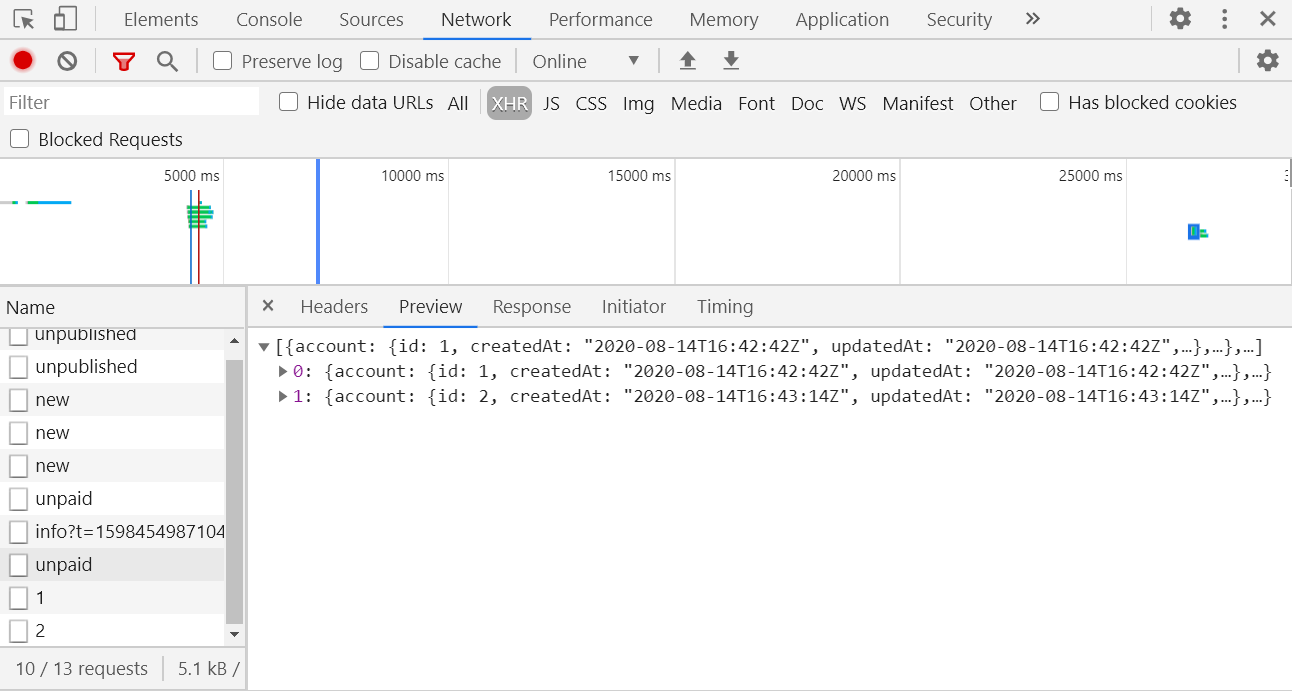 Elements Console Sources Network Performance Memory Application Security
Preserve log Disable cache Online
Filter Hide data URLs All XHR JS CSS Img Media Font Doc WS Manifest Other Has blocked cookies
Blocked Requests
5000 ms 10000 ms 15000 ms 20000 ms 25000 ms
Name
Headers Preview Response Initiator Timing
unpublished
unpublished
new
new
new
unpaid
info?t=1598454987104
unpaid
1
2
[{account: {id: 1, createdAt: "2020-08-14T16:42:42Z", updatedAt: "2020-08-14T16:42:42Z",…},…},…]
0: {account: {id: 1, createdAt: "2020-08-14T16:42:42Z", updatedAt: "2020-08-14T16:42:42Z",…},…}
1: {account: {id: 2, createdAt: "2020-08-14T16:43:14Z", updatedAt: "2020-08-14T16:43:14Z",…},…}
10 / 13 requests 5.1 kB /